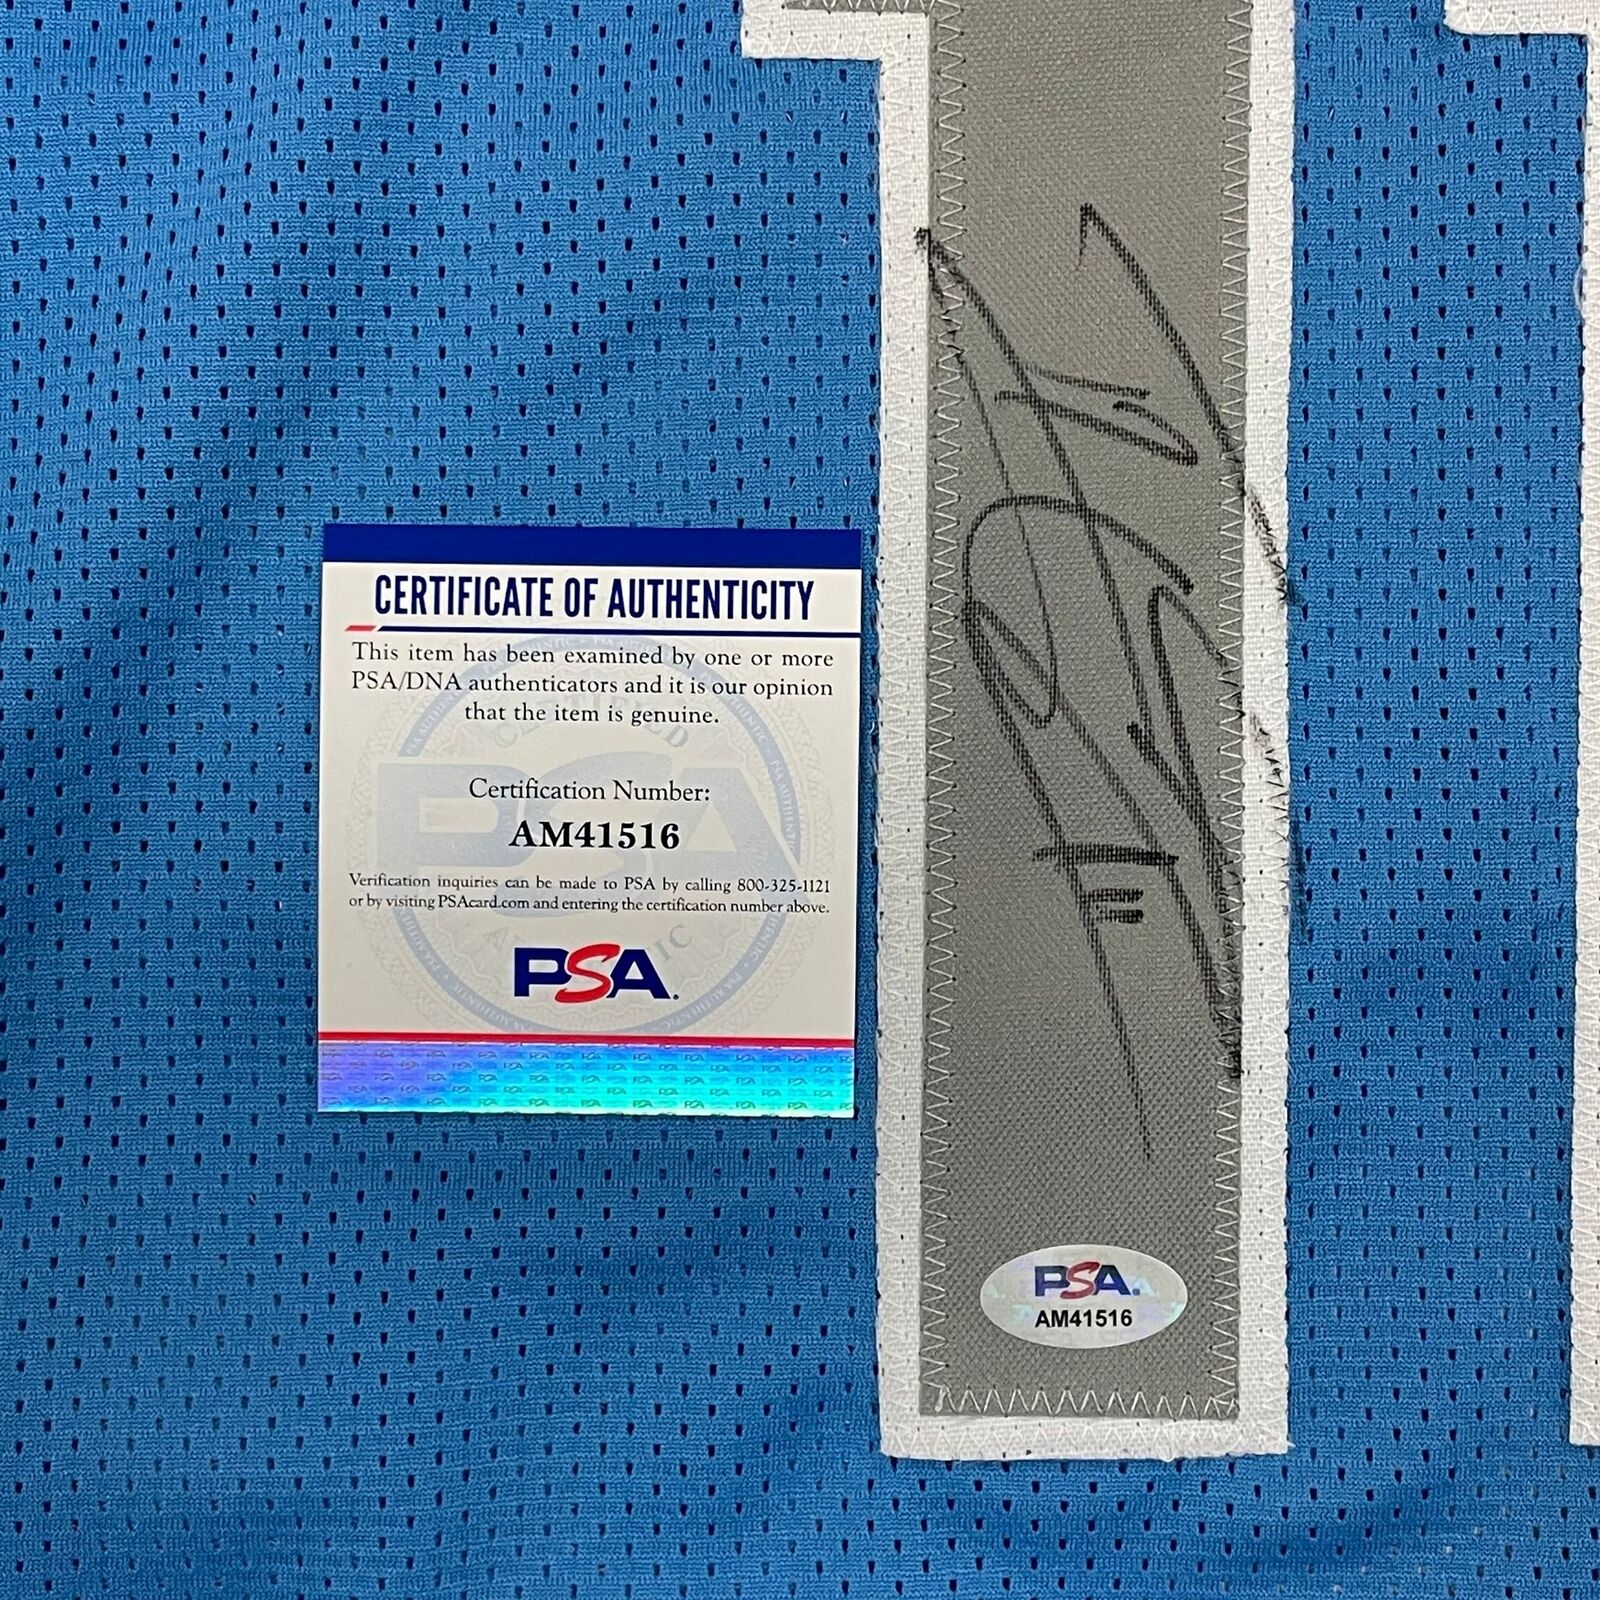 CERTIFICATE OF AUTHENTICITY
This item has been examined by one or more
PSA/DNA authenticators and it is our opinion
that the item is genuine.
Certification Number:
AM41516
Verification inquiries can be made to PSA by calling 800-325-1121
or by visiting PSAcard.com and entering the certification number above.
PSA.
PSA.
AM41516